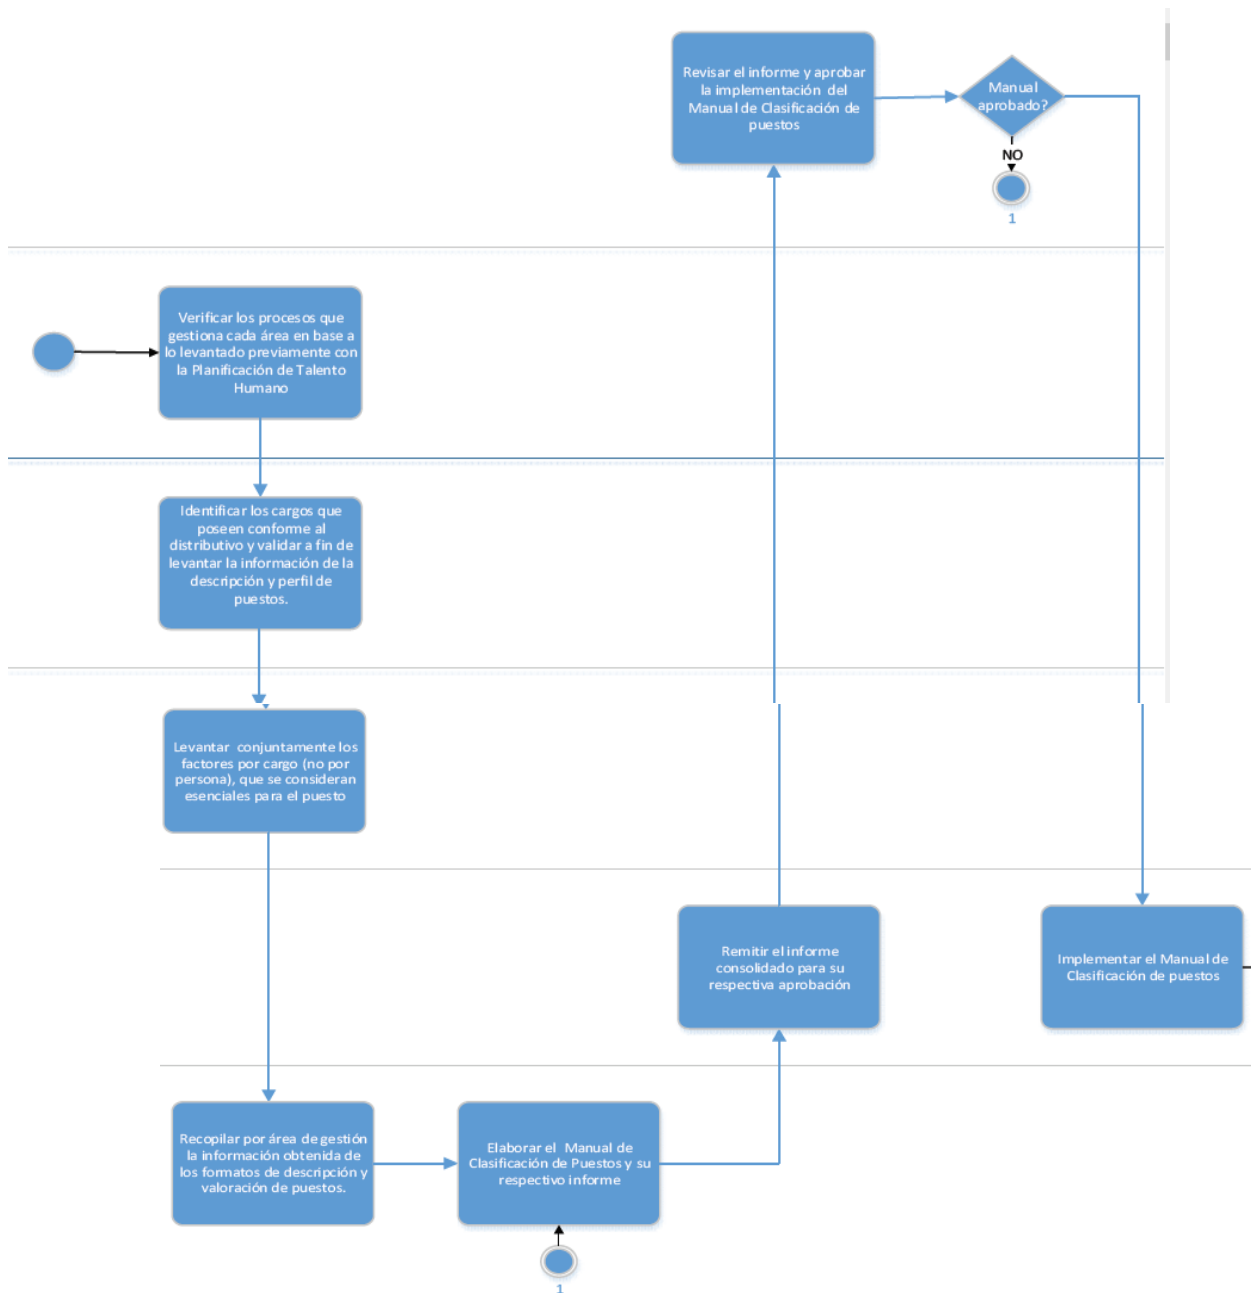 Revisar el informe y aprobar
la implementación del
Manual de Clasificación de
puestos
Manual
aprobado?
NO
1
Verificar los procesos que
gestiona cada área en base a
lo levantado previamente con
la Planificación de Talento
Humano
Identificar los cargos que
poseen conforme al
distributivo y validar a fin de
levantar la información de la
descripción y perfil de
puestos.
Levantar conjuntamente los
factores por cargo (no por
persona), que se consideran
esenciales para el puesto
Remitir el informe
consolidado para su
respectiva aprobación
Implementar el Manual de
Clasificación de puestos
Recopilar por área de gestión
la información obtenida de
los formatos de descripción y
valoración de puestos.
Elaborar el Manual de
Clasificación de Puestos y su
respectivo informe
1